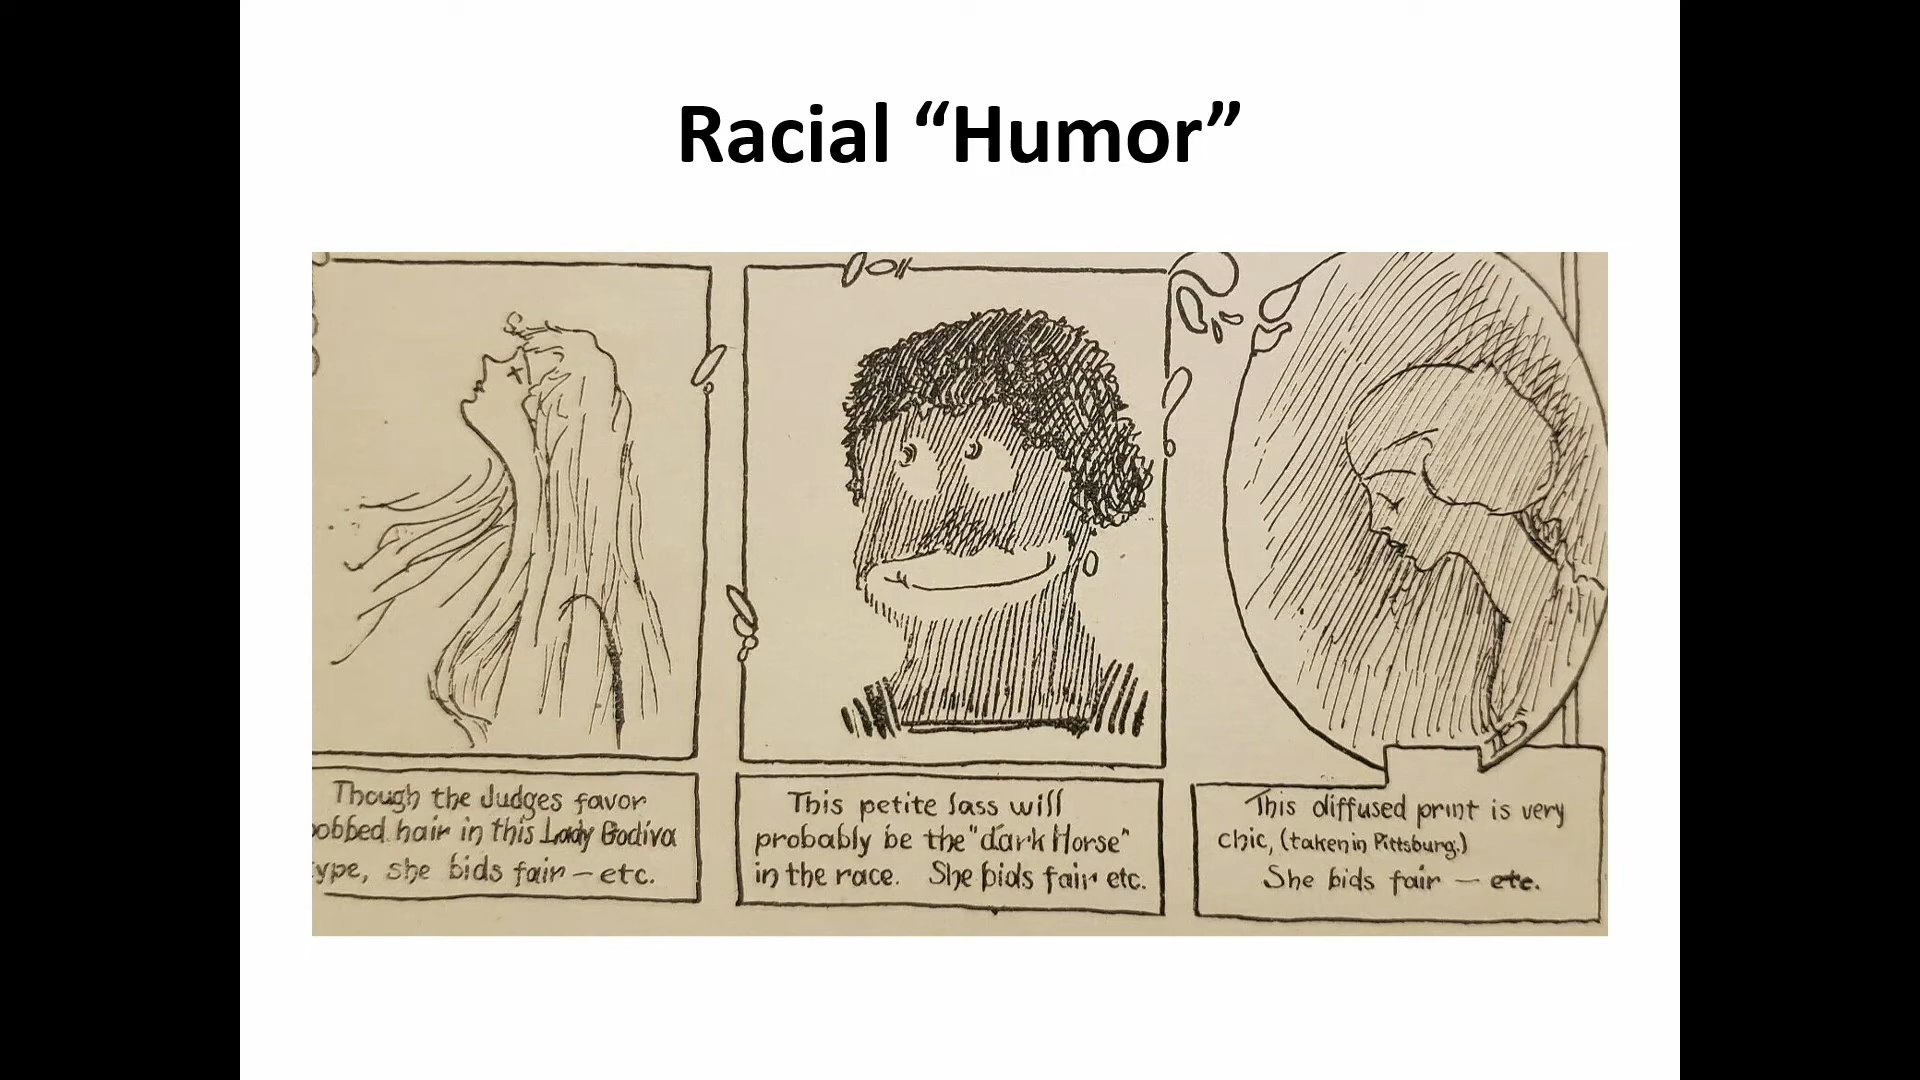 Racial “Humor”
Though the Judges favor
bobbed hair in this Lady Godiva
type, she bids fair – etc.
This petite lass will
probably be the "dark Horse"
in the race. She bids fair etc.
This diffused print is very
chic, (taken in Pittsburg.)
She bids fair – etc.